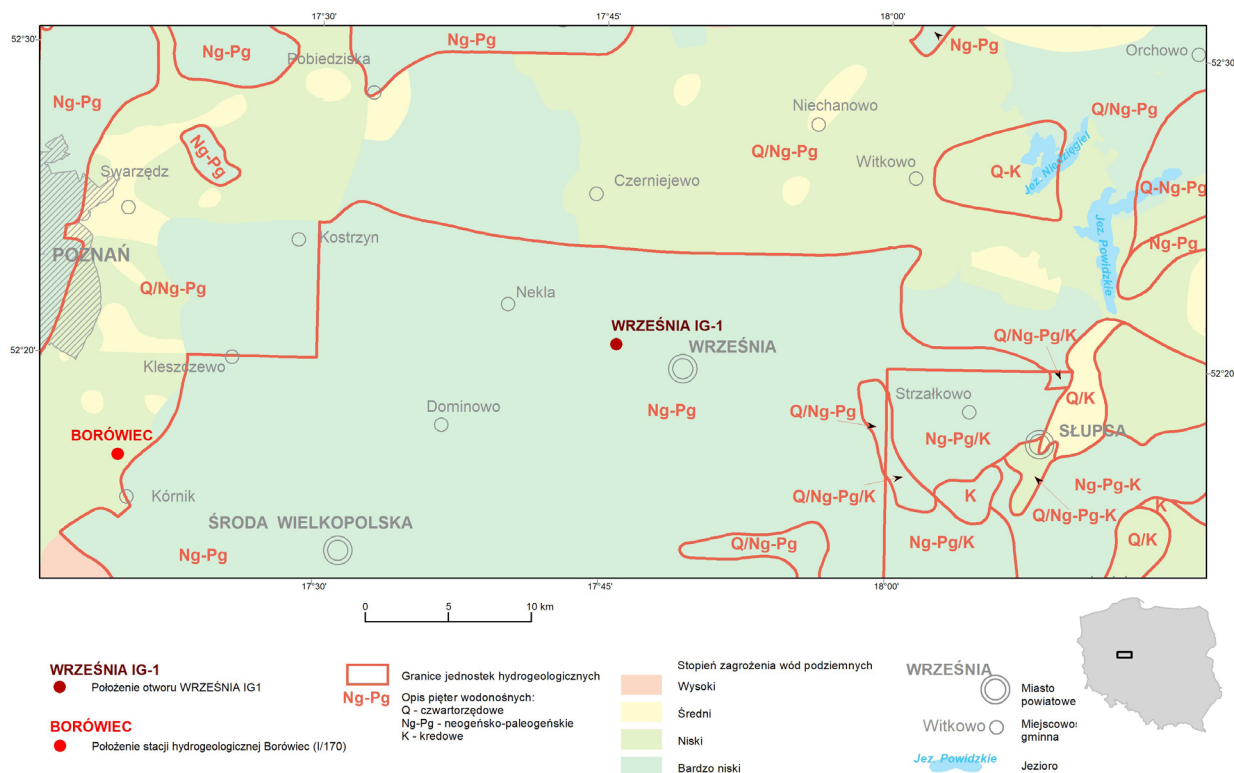 17°30'
17°45'
18°00'
52°30'
Ng-Pg
Ng-Pg
Ng-Pg
Orchowo
52°30'
Pobiedziska
Ng-Pg
Niechanowo
Q/Ng-Pg
Ng-Pg
Q/Ng-Pg
Witkowo
Swarzędz
Q-K
Jez. Niedzięgiel
Czerniejewo
Q-Ng-Pg
Jez. Powidzkie
POZNAŃ
Kostrzyn
Ng-Pg
Q/Ng-Pg
Nekla
WRZEŚNIA IG-1
Q/Ng-Pg/K
52°20'
WRZEŚNIA
52°20'
Kleszczewo
Strzałkowo
Q/K
Dominowo
Ng-Pg
Q/Ng-Pg
SŁUPSA
BORÓWIEC
Ng-Pg/K
Ng-Pg-K
Kórnik
Q/Ng-Pg/K
K
Q/Ng-Pg-K
K
ŚRODA WIELKOPOLSKA
Q/K
Ng-Pg
Q/Ng-Pg
Ng-Pg/K
17°30'
17°45'
18°00'
0 5 10 km
WRZEŚNIA IG-1
Położenie otworu WRZEŚNIA IG1
BORÓWIEC
Położenie stacji hydrogeologicznej Borówiec (I/170)
Granice jednostek hydrogeologicznych
Ng-Pg
Opis pięter wodonośnych:
Q - czwartorzędowe
Ng-Pg - neogeńsko-paleogeńskie
K - kredowe
Stopień zagrożenia wód podziemnych
Wysoki
Średni
Niski
Bardzo niski
WRZEŚNIA
Miasto
powiatowe
Witkowo
Miejscowoś
gminna
Jez. Powidzkie
Jezioro